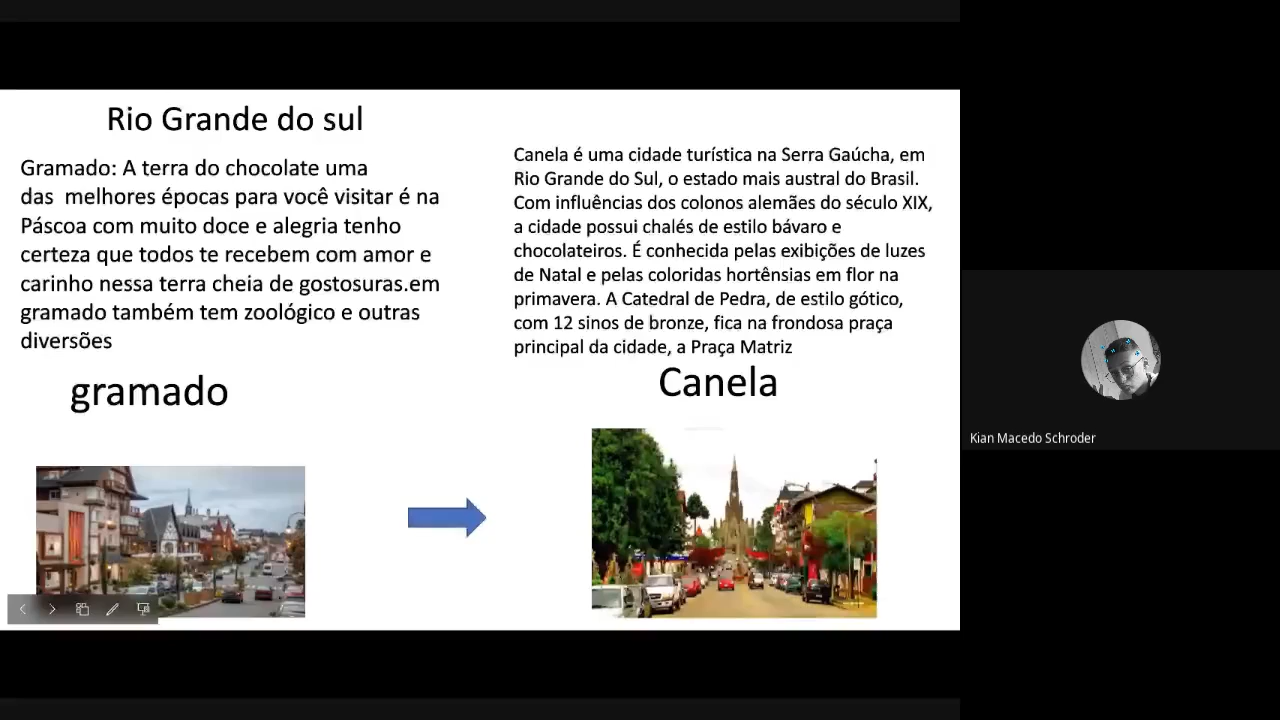 Rio Grande do sul
Gramado: A terra do chocolate uma
das  melhores épocas para você visitar é na
Páscoa com muito doce e alegria tenho
certeza que todos te recebem com amor e
carinho nessa terra cheia de gostosuras.em
gramado também tem zoológico e outras
diversões
gramado
Canela é uma cidade turística na Serra Gaúcha, em
Rio Grande do Sul, o estado mais austral do Brasil.
Com influências dos colonos alemães do século XIX,
a cidade possui chalés de estilo bávaro e
chocolateiros. É conhecida pelas exibições de luzes
de Natal e pelas coloridas hortênsias em flor na
primavera. A Catedral de Pedra, de estilo gótico,
com 12 sinos de bronze, fica na frondosa praça
principal da cidade, a Praça Matriz
Canela
Kian Macedo Schroder